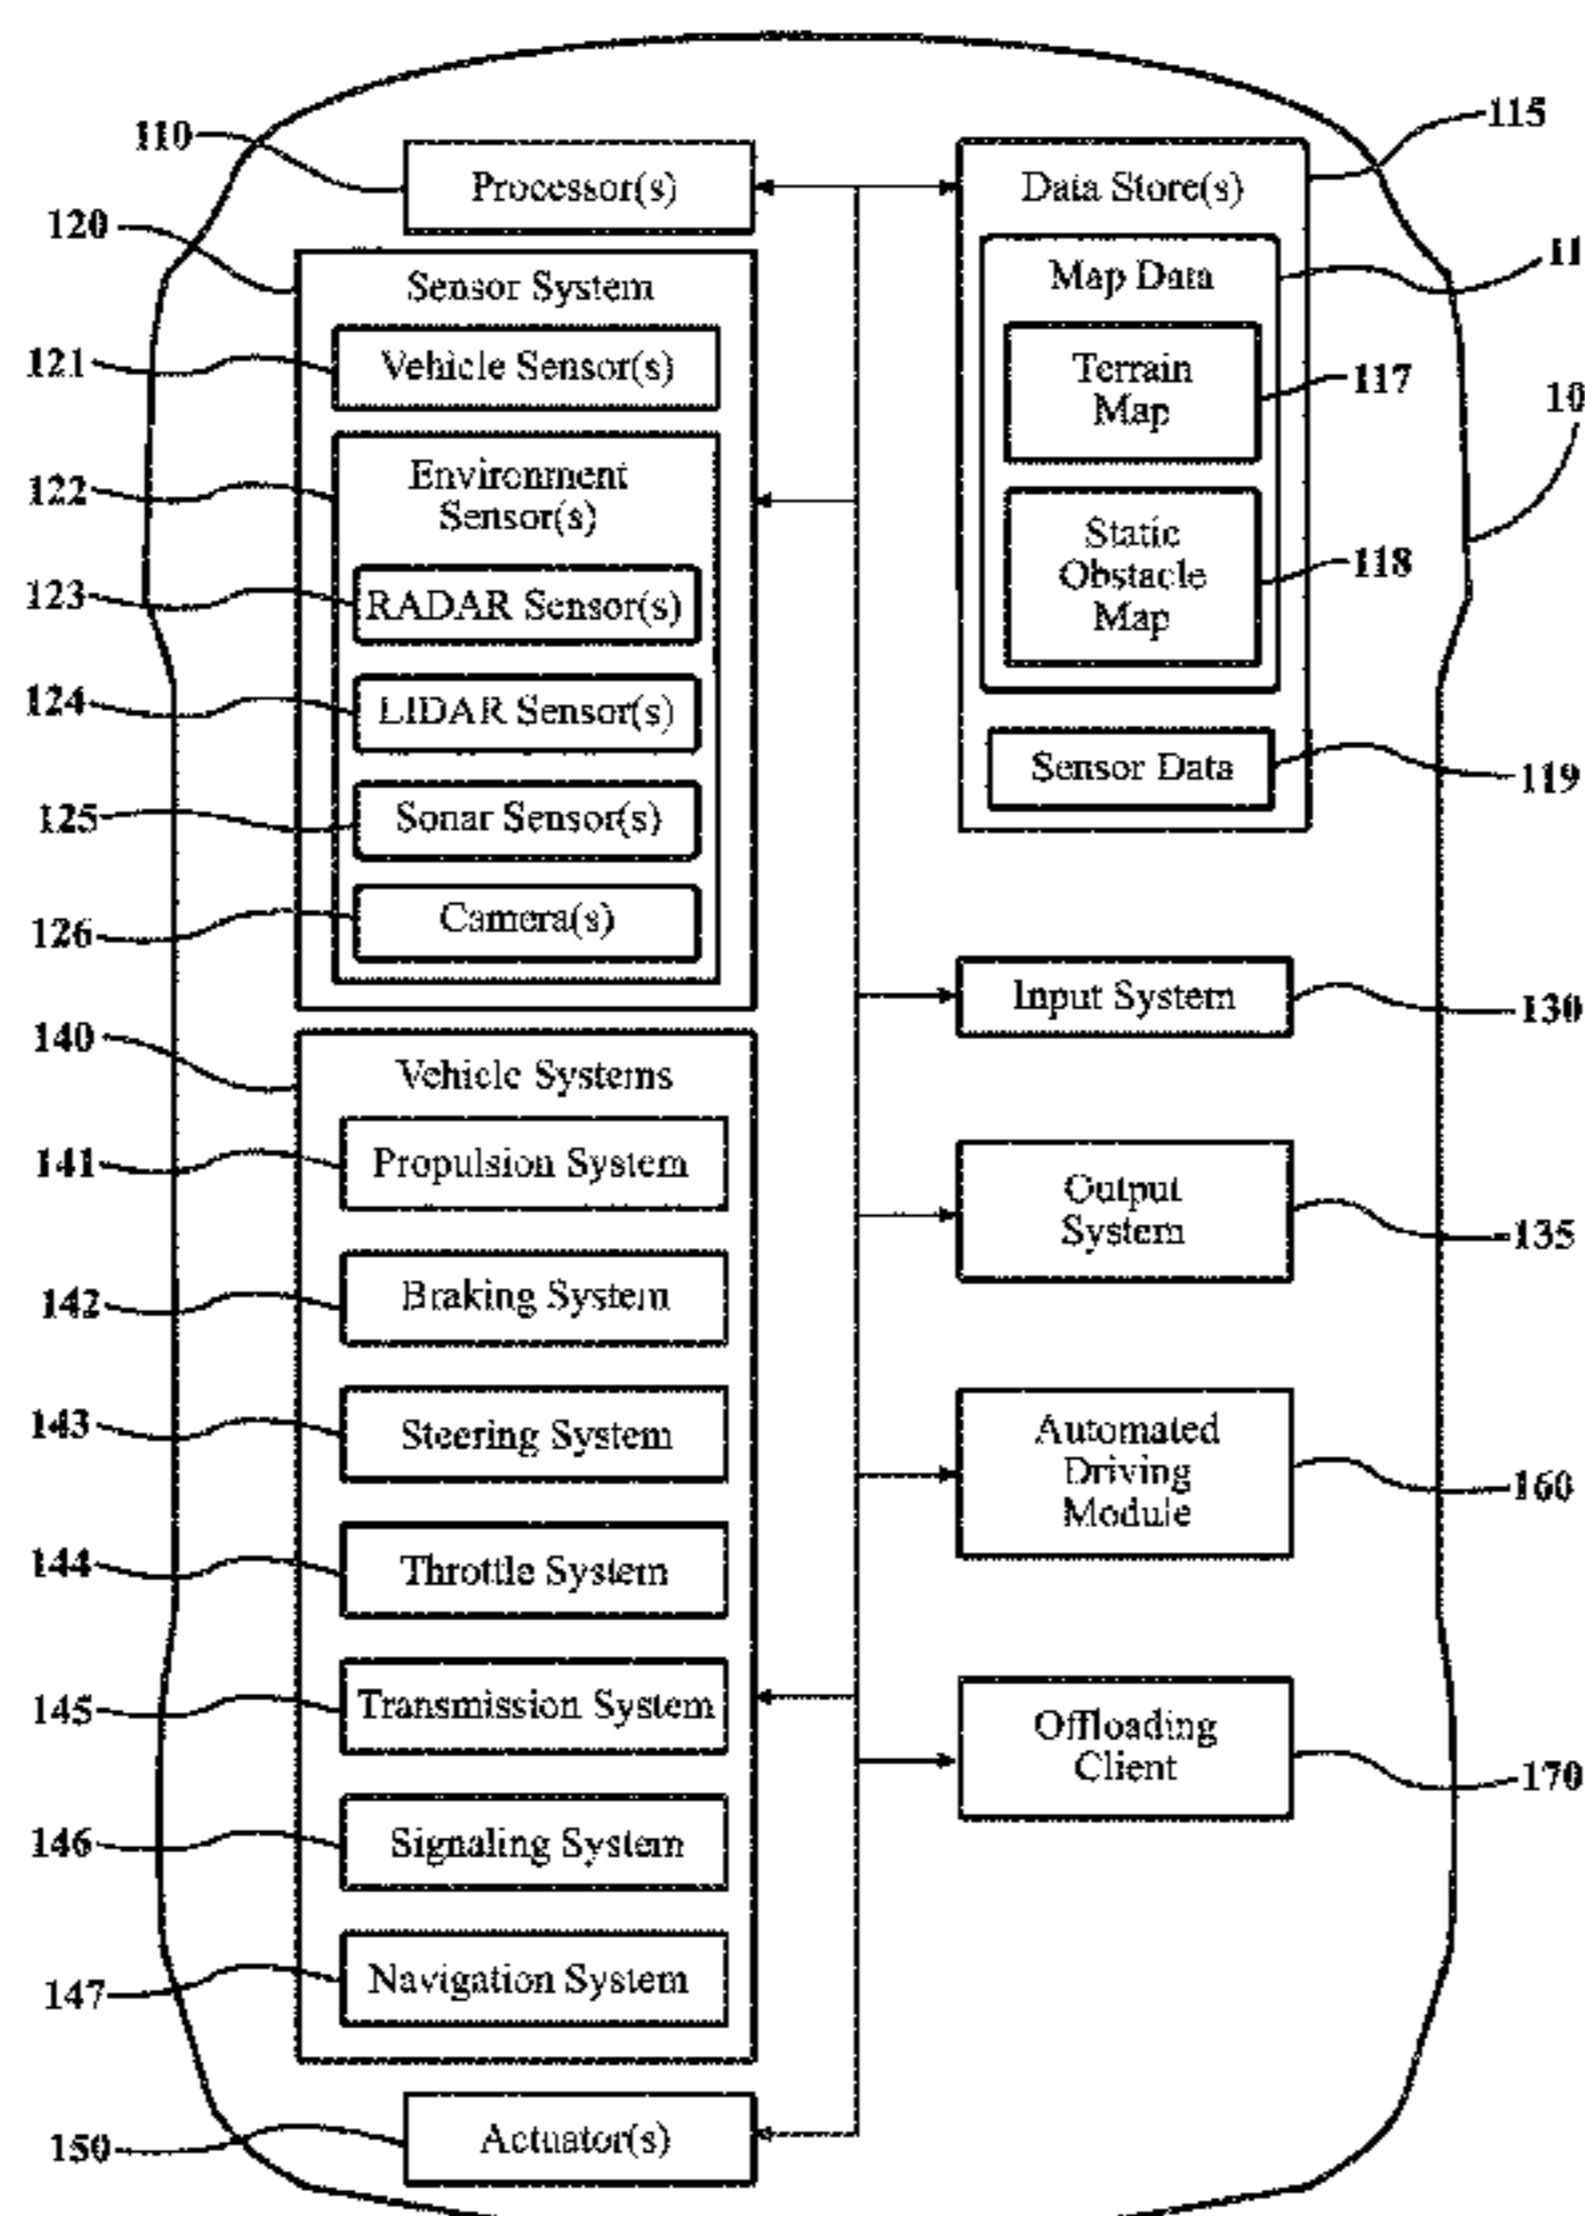 110
Processor(s)
120
Sensor System
121
Vehicle Sensor(s)
122
Environment
Sensor(s)
123
RADAR Sensor(s)
124
LIDAR Sensor(s)
125
Sonar Sensor(s)
126
Camera(s)
140
Vehicle Systems
141
Propulsion System
142
Braking System
143
Steering System
144
Throttle System
145
Transmission System
146
Signaling System
147
Navigation System
150
Actuator(s)
115
Data Store(s)
11
Map Data
Terrain
Map
117
10
Static
Obstacle
Map
118
Sensor Data
119
Input System
130
Output
System
135
Automated
Driving
Module
160
Offloading
Client
170